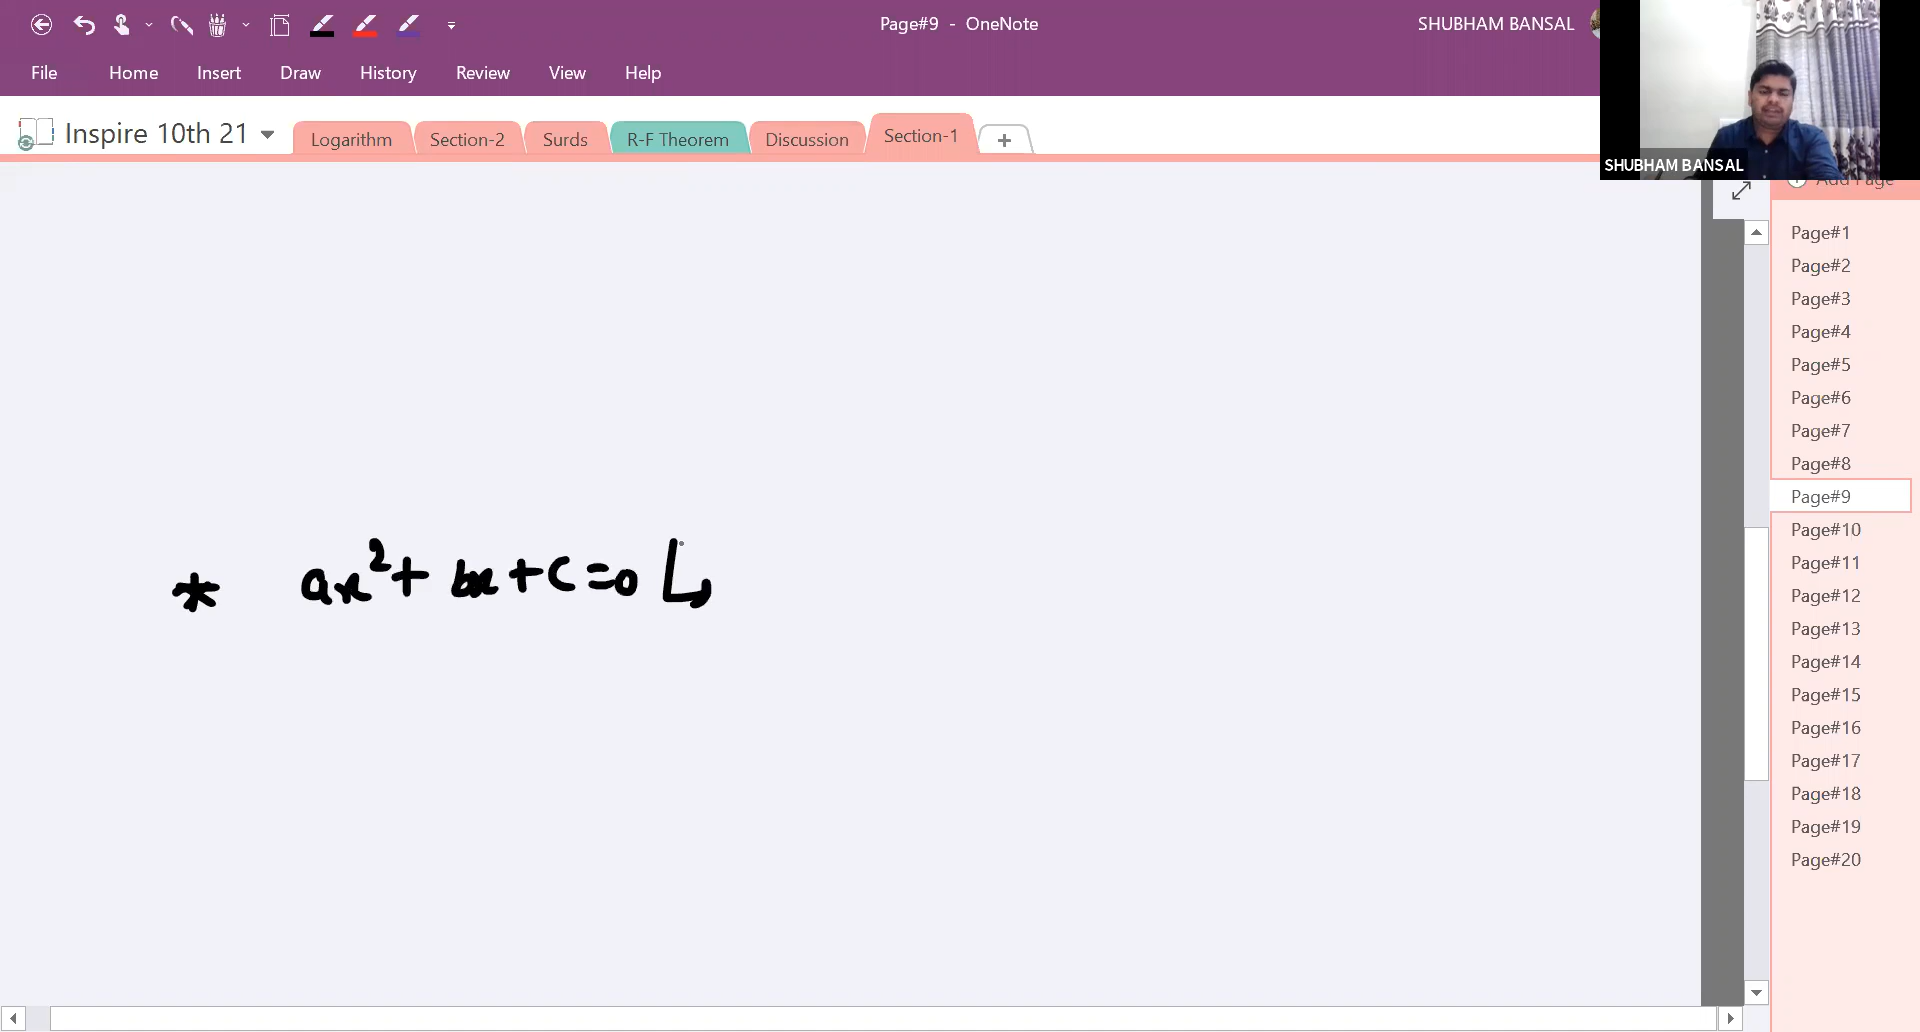 Page#9 - OneNote
SHUBHAM BANSAL
File Home Insert Draw History Review View Help
Inspire 10th 21
Logarithm Section-2 Surds R-F Theorem Discussion Section-1 +
SHUBHAM BANSAL
Add Page
Page#1
Page#2
Page#3
Page#4
Page#5
Page#6
Page#7
Page#8
Page#9
Page#10
Page#11
Page#12
Page#13
Page#14
Page#15
Page#16
Page#17
Page#18
Page#19
Page#20
* ax²+ bx+c=0